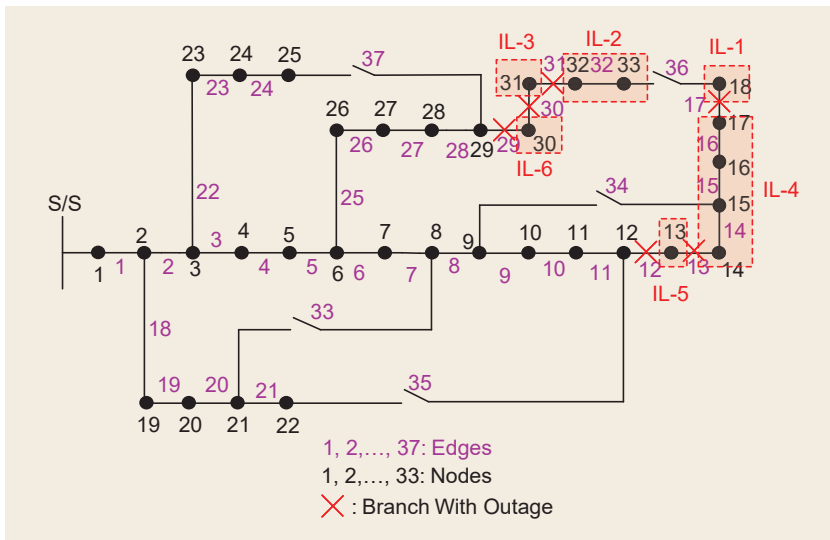 IL-3 IL-2 IL-1
23 24 25 37 31 32 32 33 36 18
23 24 31 30 17 17
26 27 28 29 29 30 16
26 27 28 IL-6 16
22 25 34 15 IL-4
S/S 15
2 3 4 5 7 8 9 10 11 12 13 14
1 1 2 3 4 5 6 6 7 8 9 10 11 12 13 14
IL-5
18 33
19 20 21 35
19 20 21 22
1, 2,..., 37: Edges
1, 2,..., 33: Nodes
: Branch With Outage